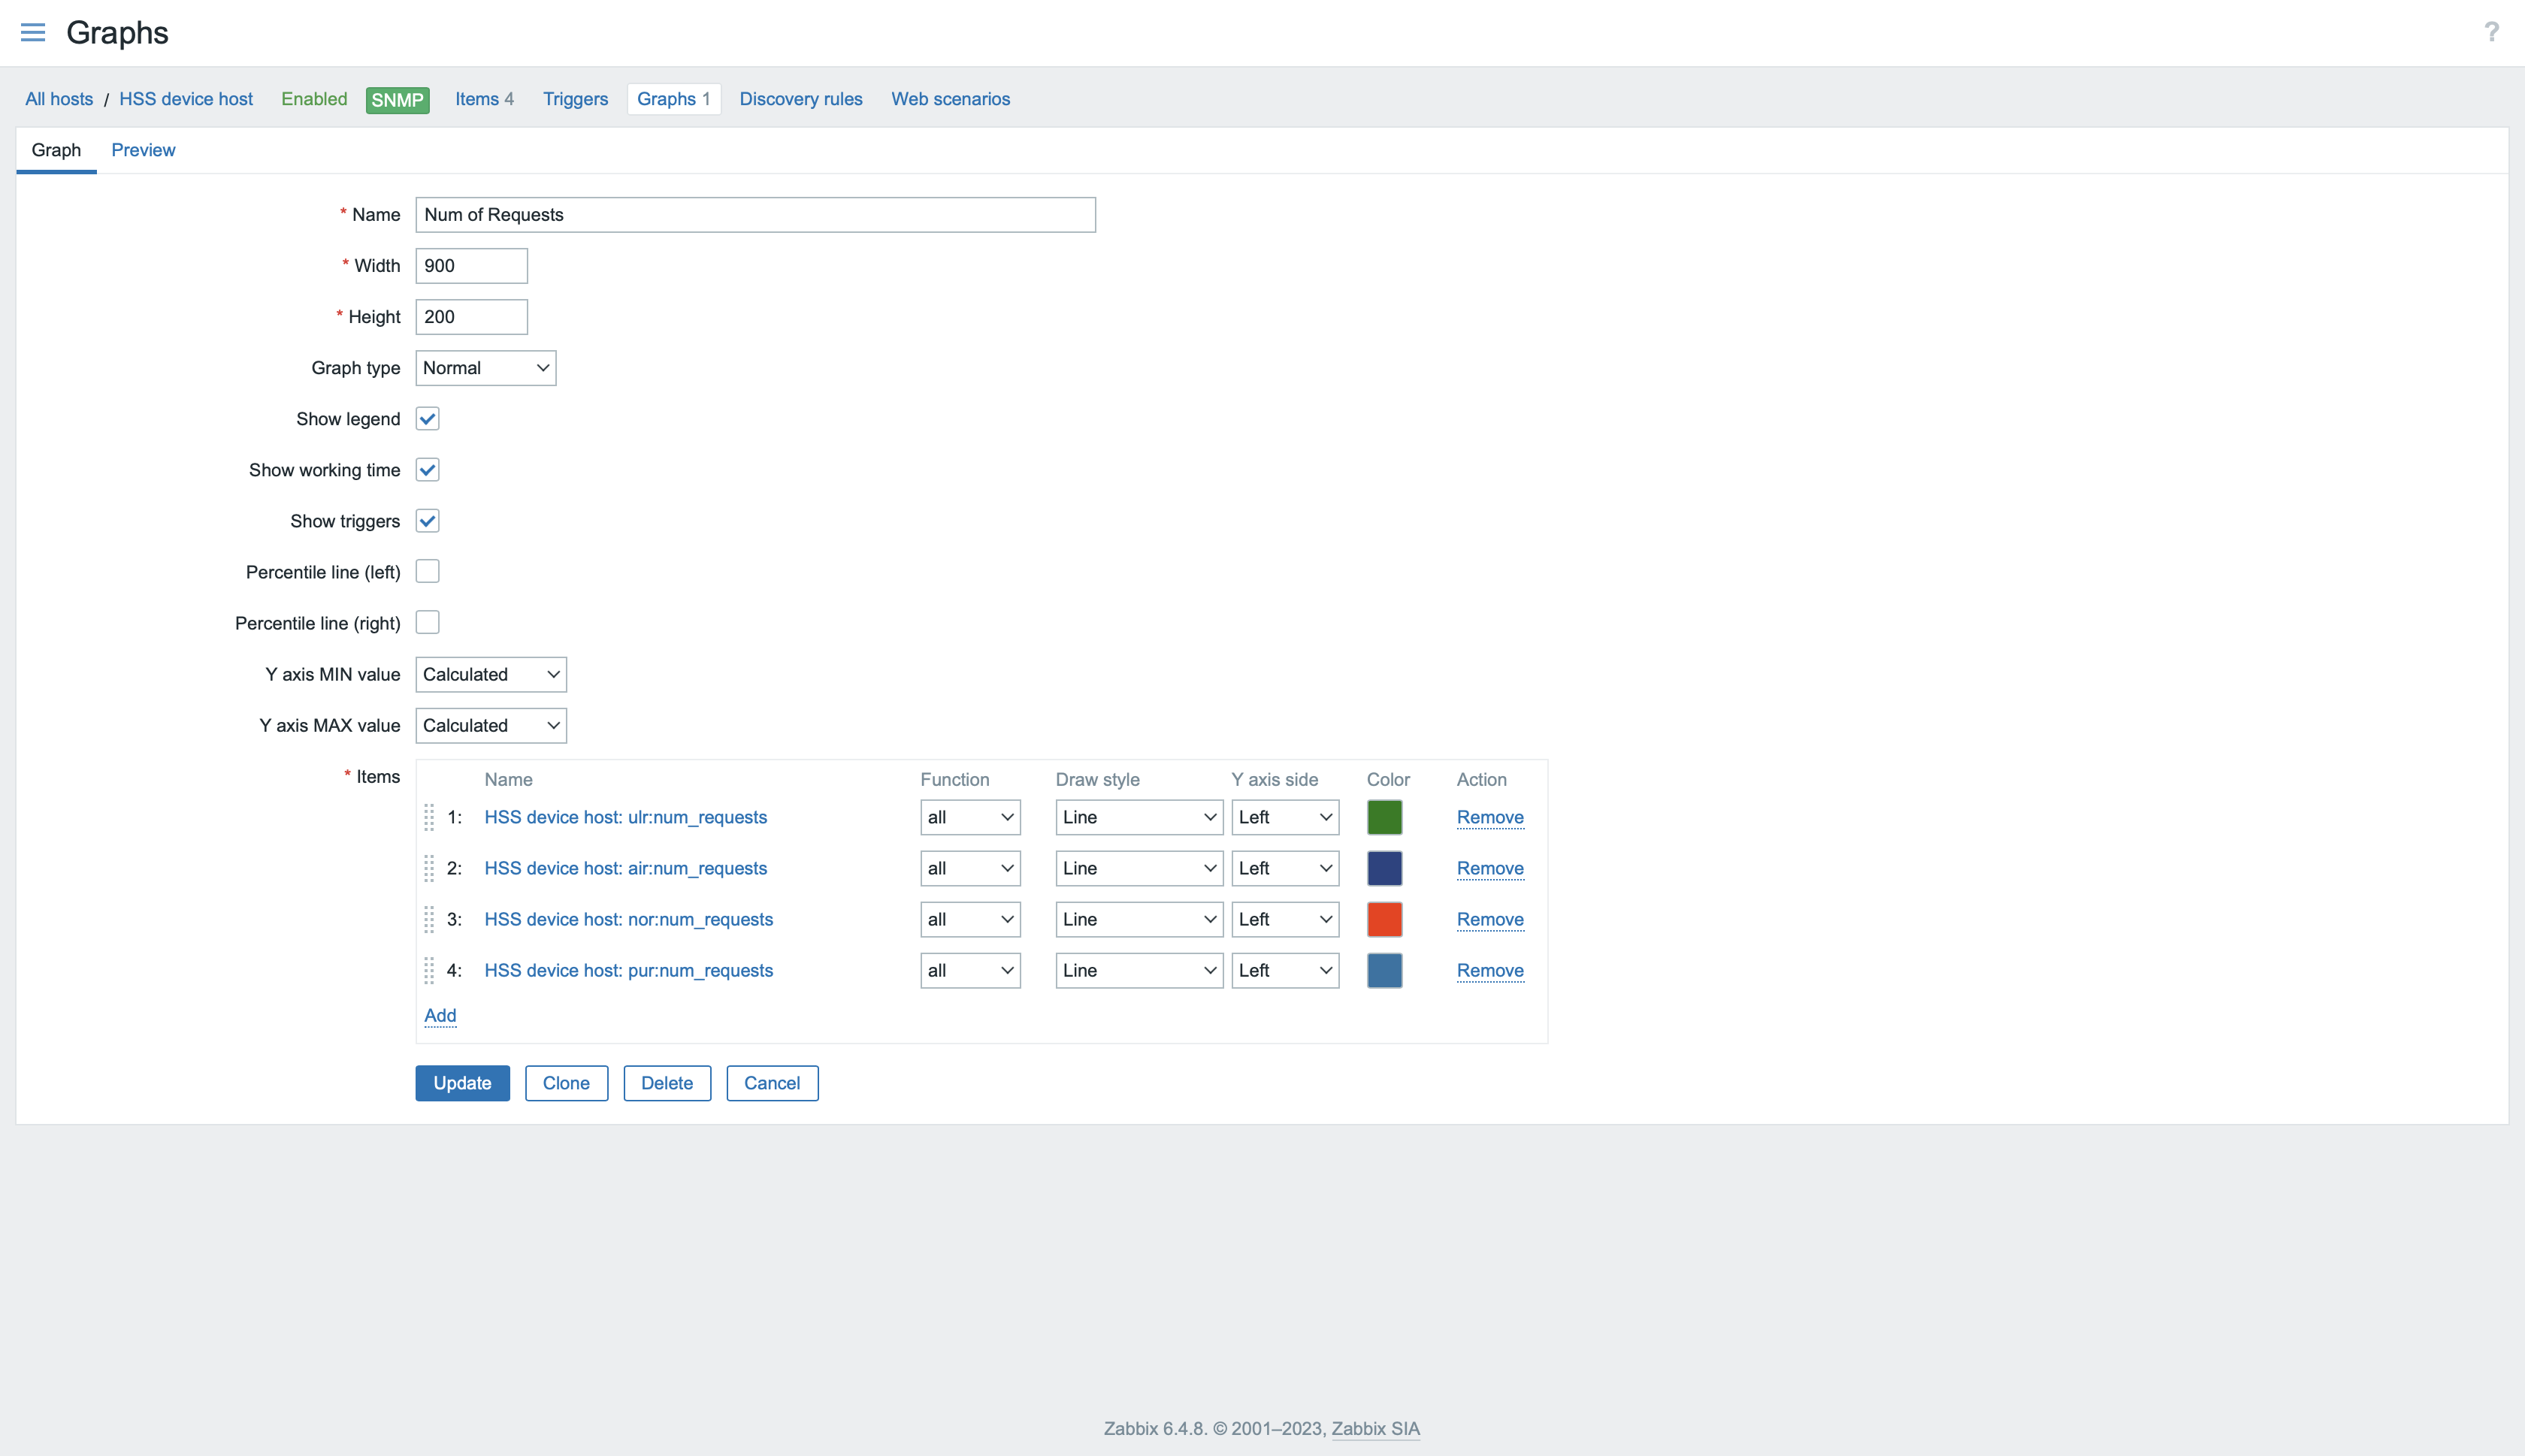 Graphs ?
All hosts / HSS device host Enabled SNMP Items 4 Triggers Graphs 1 Discovery rules Web scenarios
Graph Preview
* Name Num of Requests
* Width 900
* Height 200
Graph type Normal
Show legend
Show working time
Show triggers
Percentile line (left)
Percentile line (right)
Y axis MIN value Calculated
Y axis MAX value Calculated
* Items Name Function Draw style Y axis side Color Action
1: HSS device host: ulr:num_requests all Line Left Remove
2: HSS device host: air:num_requests all Line Left Remove
3: HSS device host: nor:num_requests all Line Left Remove
4: HSS device host: pur:num_requests all Line Left Remove
Add
Update Clone Delete Cancel
Zabbix 6.4.8. © 2001–2023, Zabbix SIA